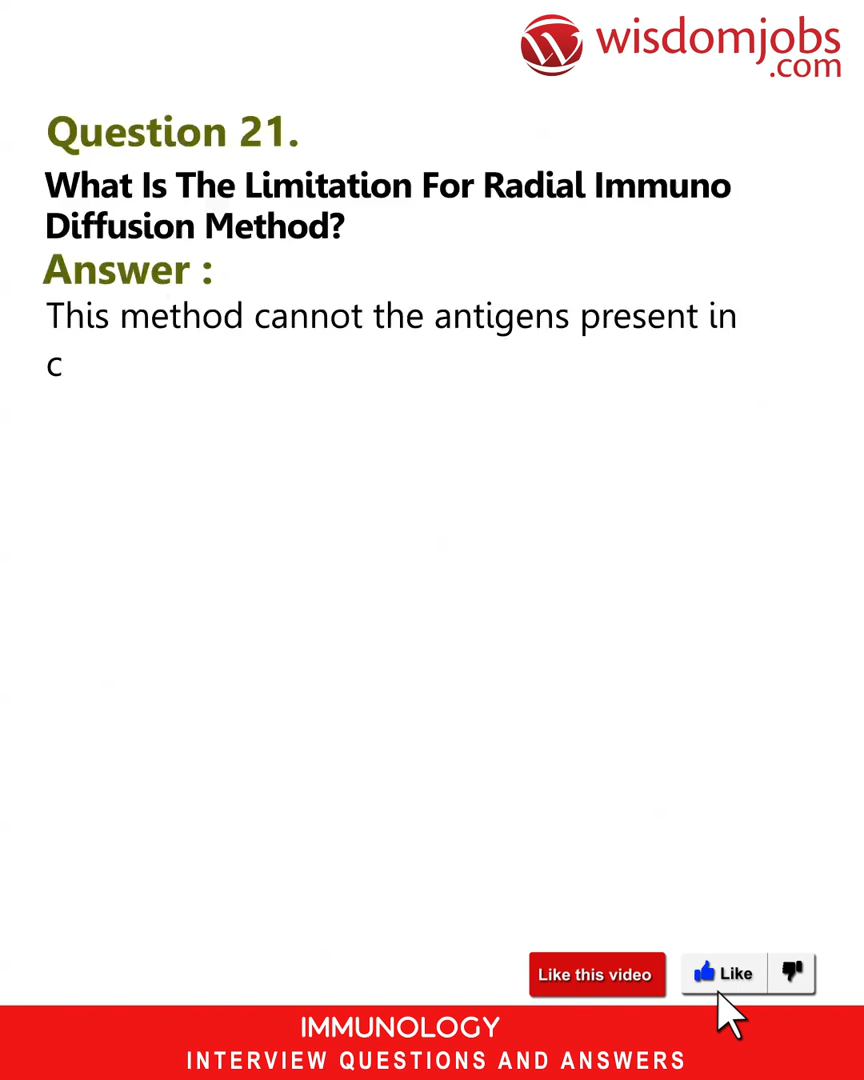 wisdomjobs
.com
Question 21.
What Is The Limitation For Radial Immuno
Diffusion Method?
Answer :
This method cannot the antigens present in
c
Like this video
Like
IMMUNOLOGY
INTERVIEW QUESTIONS AND ANSWERS